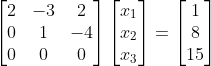 [2 −3 2; 0 1 −4; 0 0 0] [x₁; x₂; x₃] = [1; 8; 15]